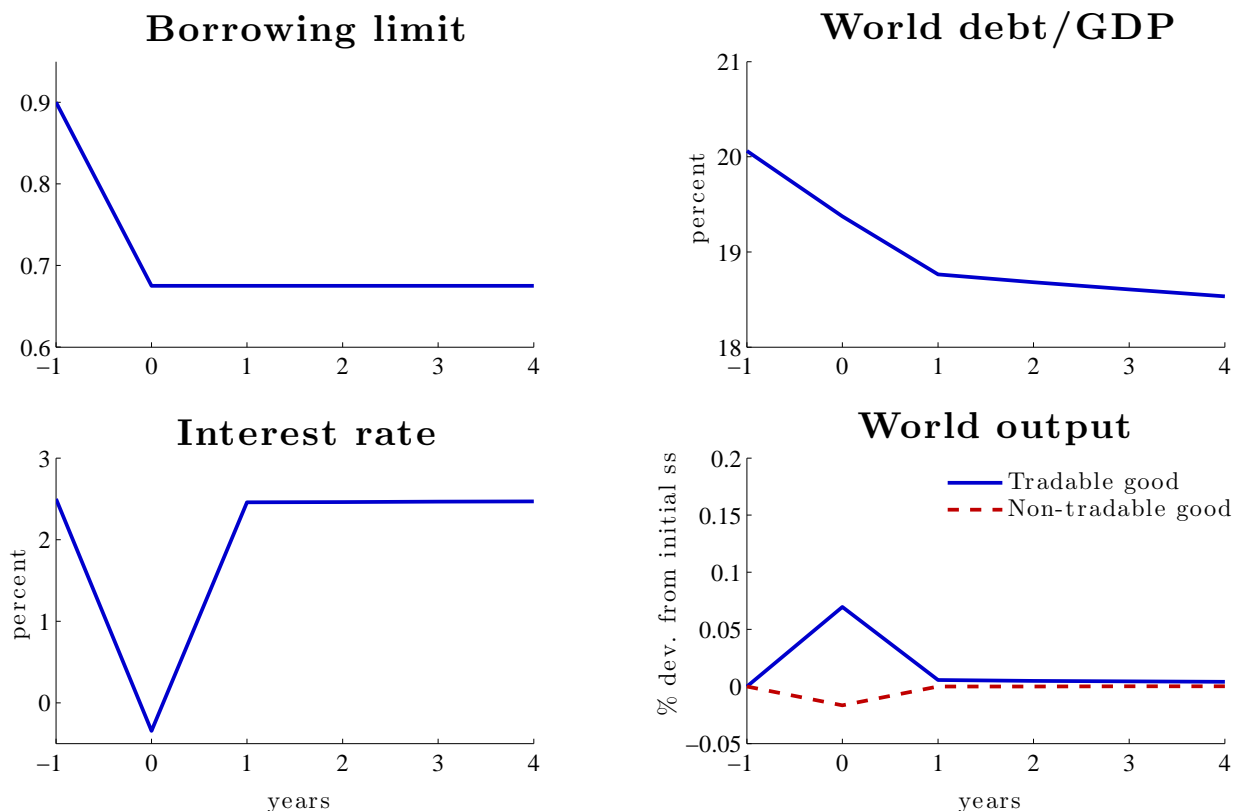 Borrowing limit
0.9
0.8
0.7
0.6
−1 0 1 2 3 4
World debt/GDP
percent
21
20
19
18
−1 0 1 2 3 4
Interest rate
percent
3
2
1
0
−1 0 1 2 3 4
years
World output
% dev. from initial ss
0.2
0.15
0.1
0.05
0
−0.05
Tradable good
Non-tradable good
−1 0 1 2 3 4
years